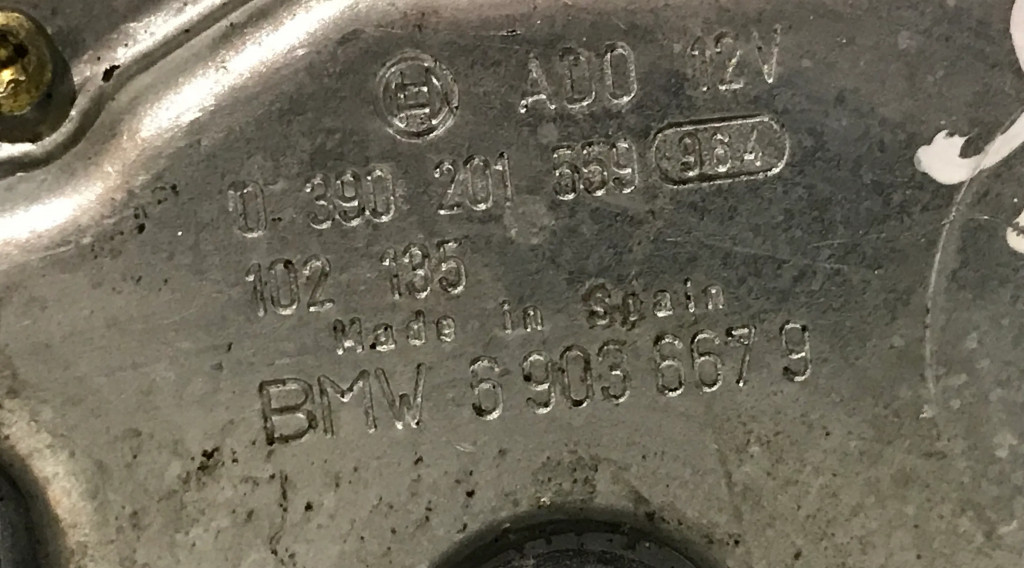 ADO 12V
0 390 201 559 964
102 135
Made in Spain
BMW 6 903 667 9